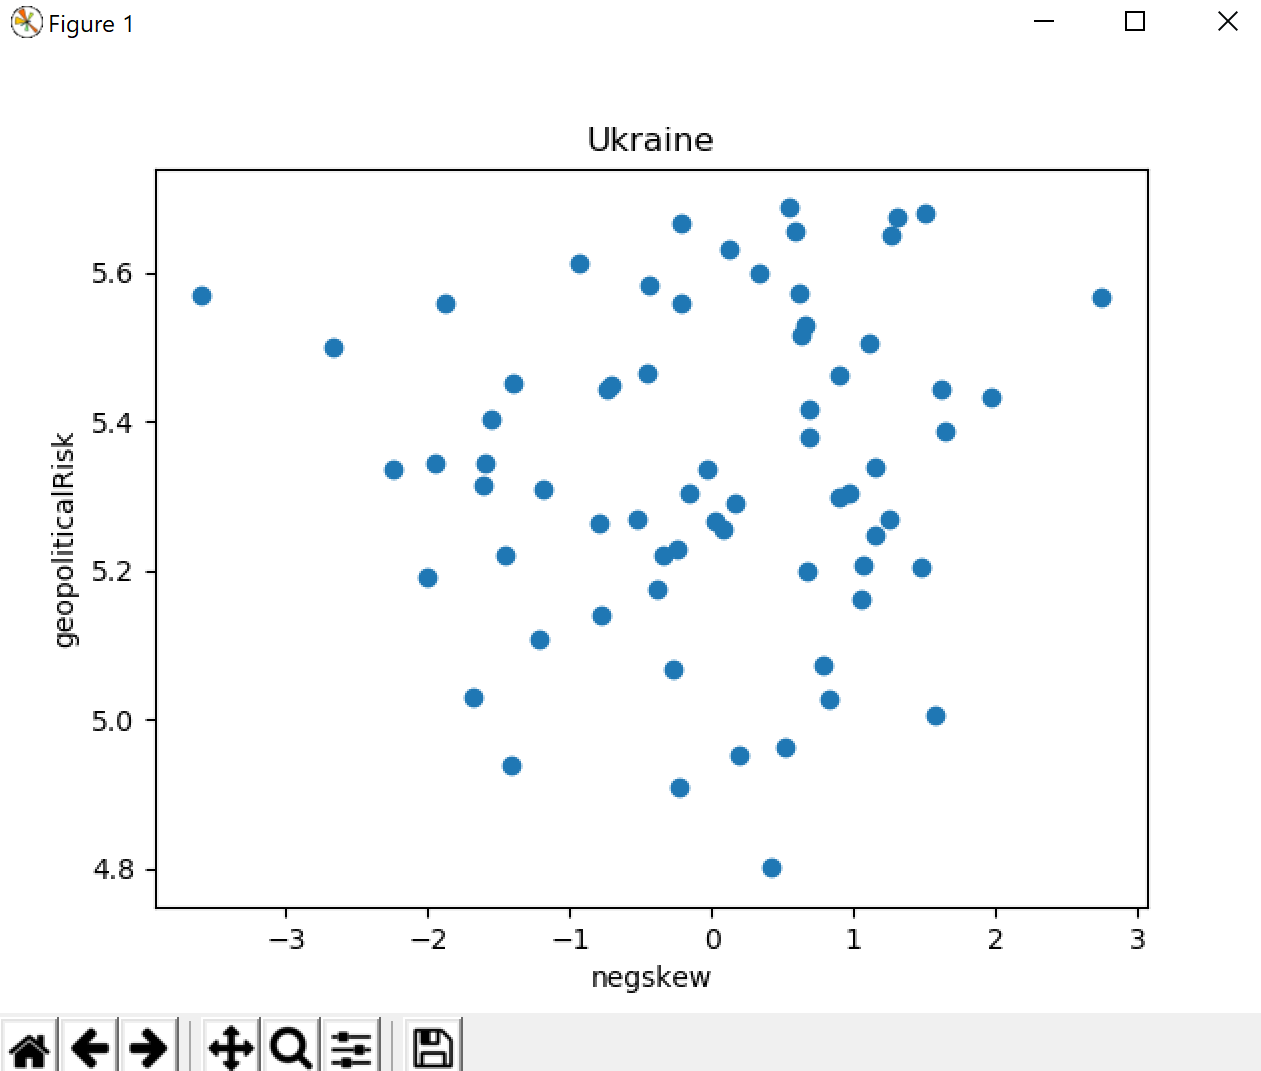 Figure 1
Ukraine
5.6
5.4
5.2
5.0
4.8
geopoliticalRisk
−3 −2 −1 0 1 2 3
negskew